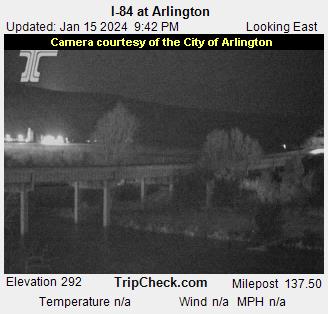 I-84 at Arlington
Updated: Jan 15 2024 9:42 PM Looking East
Camera courtesy of the City of Arlington
Elevation 292 TripCheck.com Milepost 137.50
Temperature n/a Wind n/a MPH n/a